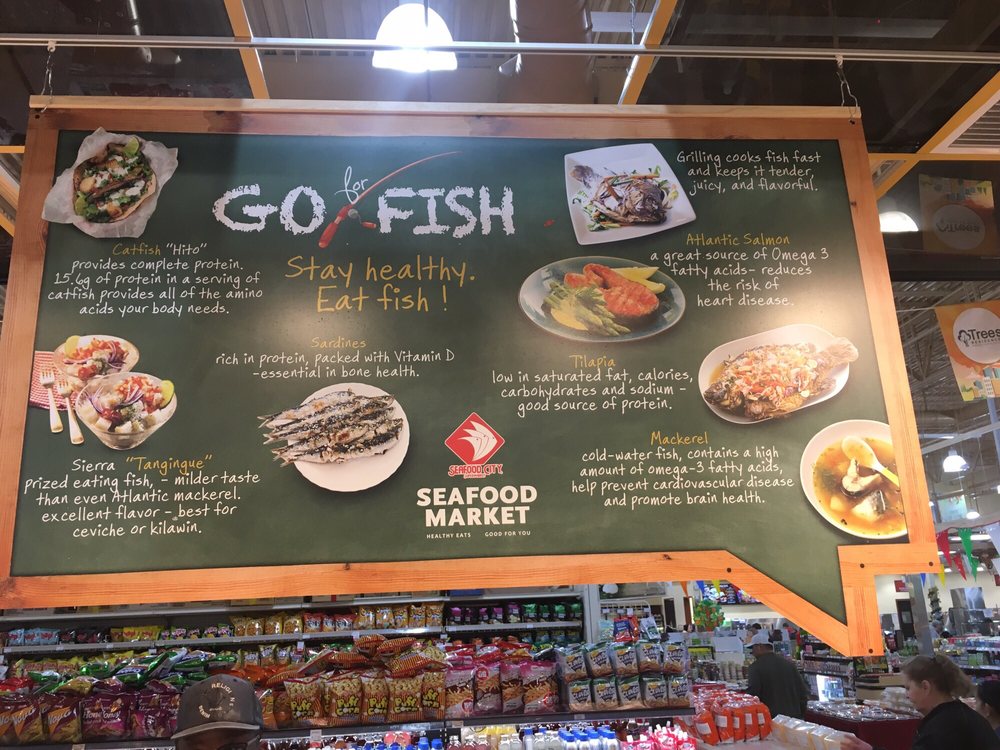 GO for FISH
Stay healthy.
Eat fish !
Catfish "Hito"
provides complete protein.
15.6g of protein in a serving of
catfish provides all of the amino
acids your body needs.
Sardines
rich in protein, packed with Vitamin D
-essential in bone health.
Sierra "Tangingue"
prized eating fish, - milder taste
than even Atlantic mackerel.
excellent flavor - best for
ceviche or kilawin.
Grilling cooks fish fast
and keeps it tender,
juicy, and flavorful.
Atlantic Salmon
a great source of Omega 3
fatty acids- reduces
the risk of
heart disease.
Tilapia
low in saturated fat, calories,
carbohydrates and sodium -
good source of protein.
Mackerel
cold-water fish, contains a high
amount of omega-3 fatty acids,
help prevent cardiovascular disease
and promote brain health.
SEAFOOD CITY
SEAFOOD
MARKET
HEALTHY EATS GOOD FOR YOU
Trees